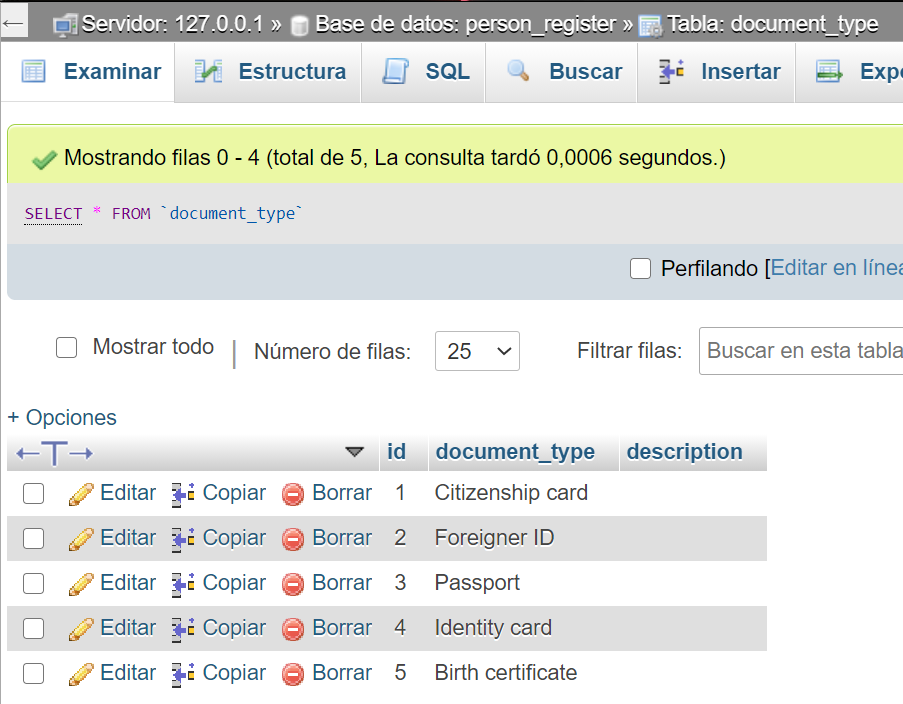 ← Servidor: 127.0.0.1 » Base de datos: person_register » Tabla: document_type
Examinar Estructura SQL Buscar Insertar Expo
Mostrando filas 0 - 4 (total de 5, La consulta tardó 0,0006 segundos.)
SELECT * FROM `document_type`
Perfilando [Editar en línea
Mostrar todo | Número de filas: 25 Filtrar filas: Buscar en esta tabla
+ Opciones
←T→ id document_type description
Editar Copiar Borrar 1 Citizenship card
Editar Copiar Borrar 2 Foreigner ID
Editar Copiar Borrar 3 Passport
Editar Copiar Borrar 4 Identity card
Editar Copiar Borrar 5 Birth certificate